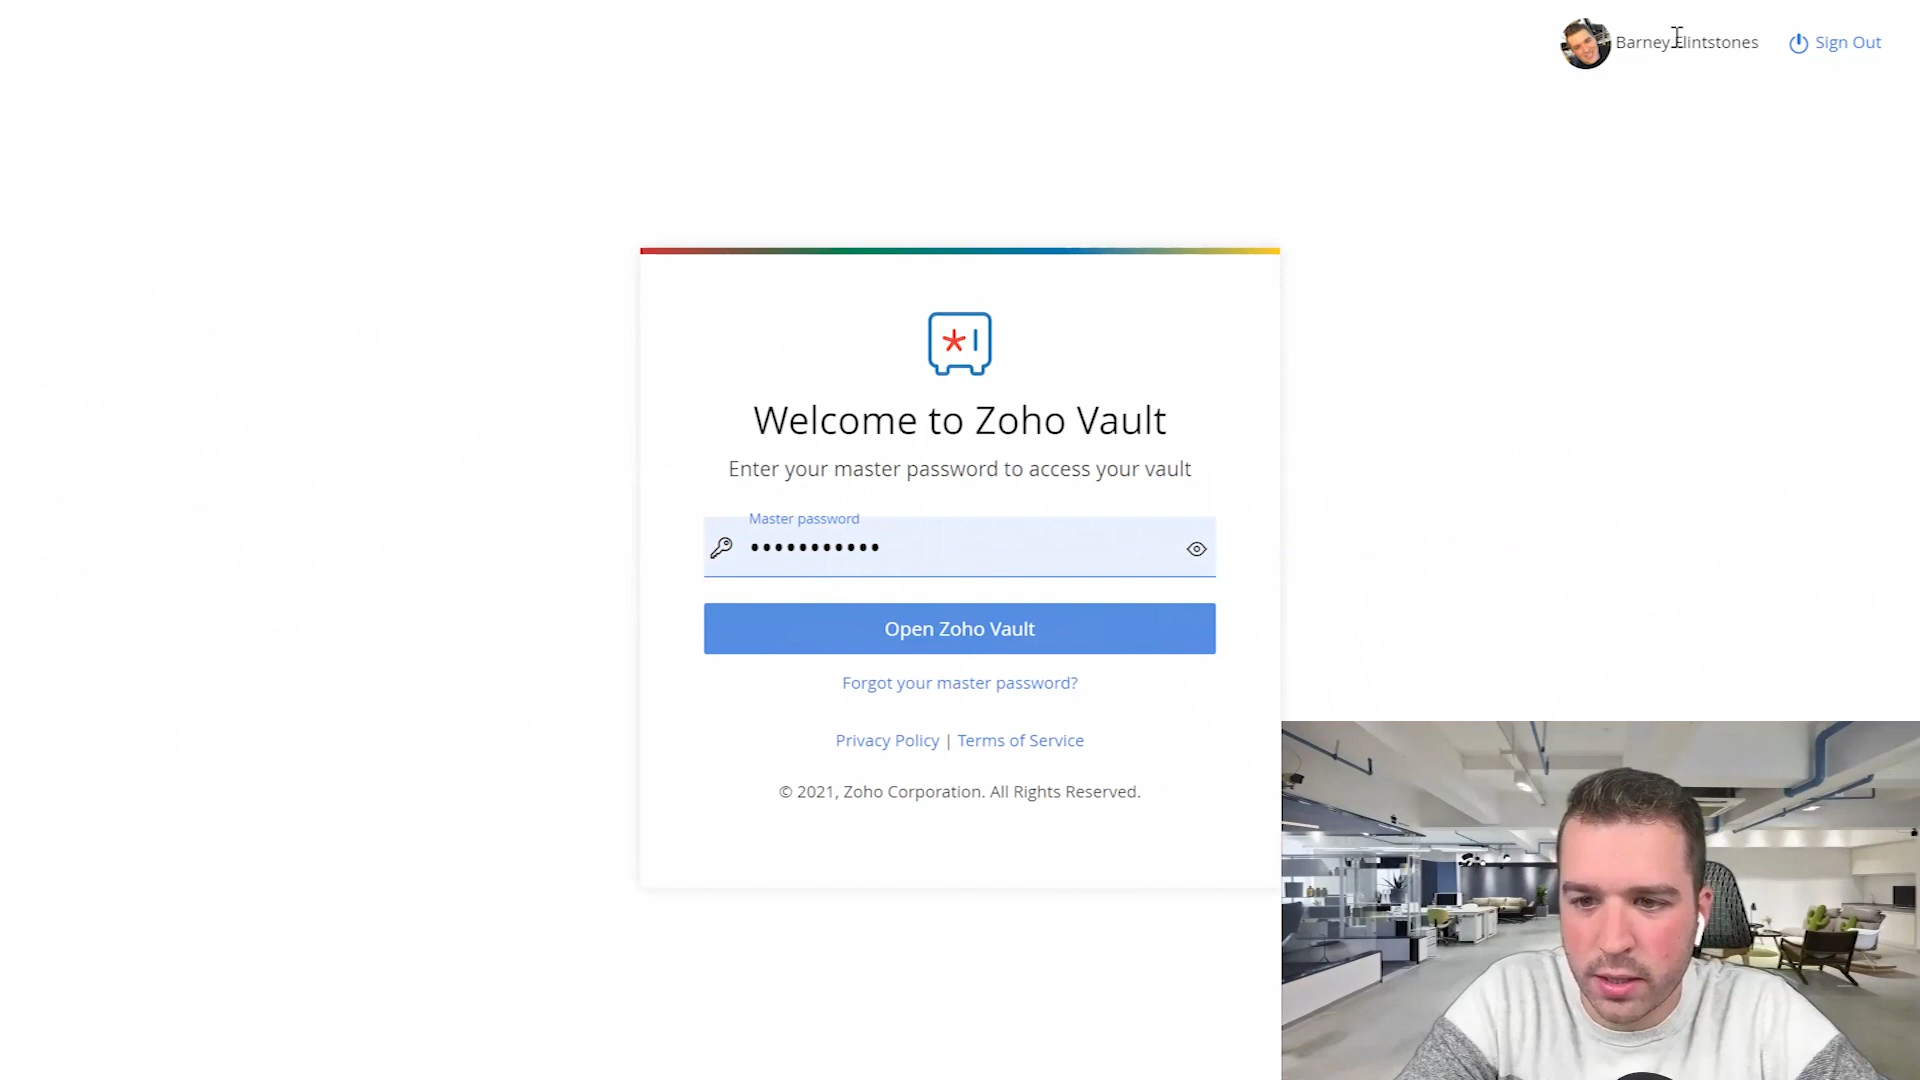 Barney Flintstones
Sign Out
Welcome to Zoho Vault
Enter your master password to access your vault
Master password
•••••••••••
Open Zoho Vault
Forgot your master password?
Privacy Policy | Terms of Service
© 2021, Zoho Corporation. All Rights Reserved.